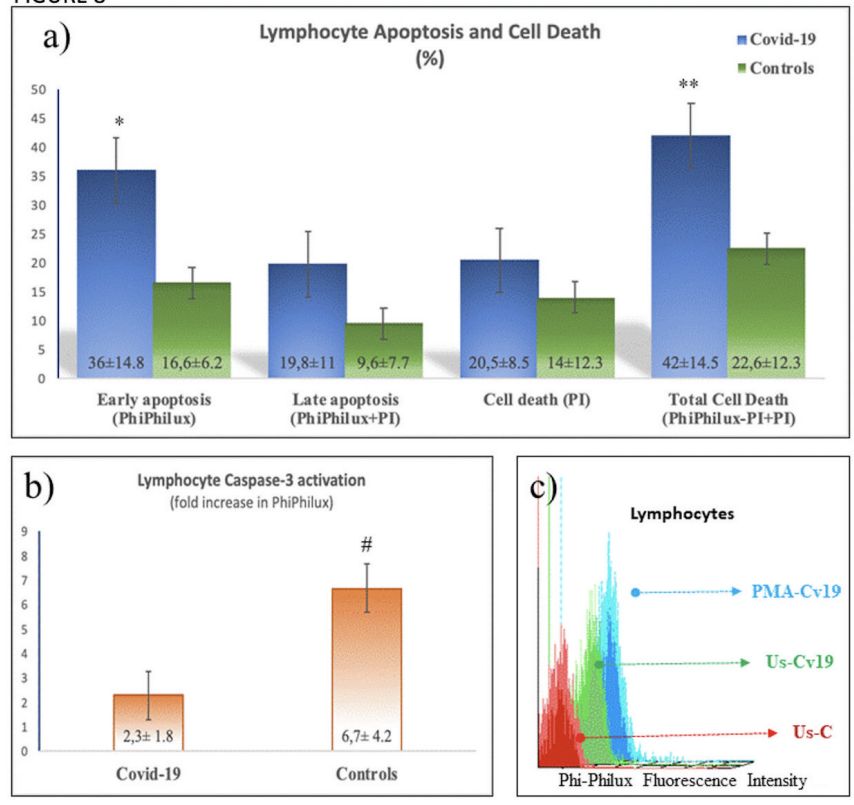 a)
Lymphocyte Apoptosis and Cell Death
(%)
Covid-19
Controls
50
45
40
35
30
25
20
15
10
5
0
*
**
36±14.8
16,6±6.2
19,8±11
9,6±7.7
20,5±8.5
14±12.3
42±14.5
22,6±12.3
Early apoptosis
(PhiPhilux)
Late apoptosis
(PhiPhilux+PI)
Cell death (PI)
Total Cell Death
(PhiPhilux-PI+PI)
b)
Lymphocyte Caspase-3 activation
(fold increase in PhiPhilux)
9
8
7
6
5
4
3
2
1
0
#
2,3± 1.8
6,7± 4.2
Covid-19
Controls
c)
Lymphocytes
PMA-Cv19
Us-Cv19
Us-C
Phi-Philux Fluorescence Intensity